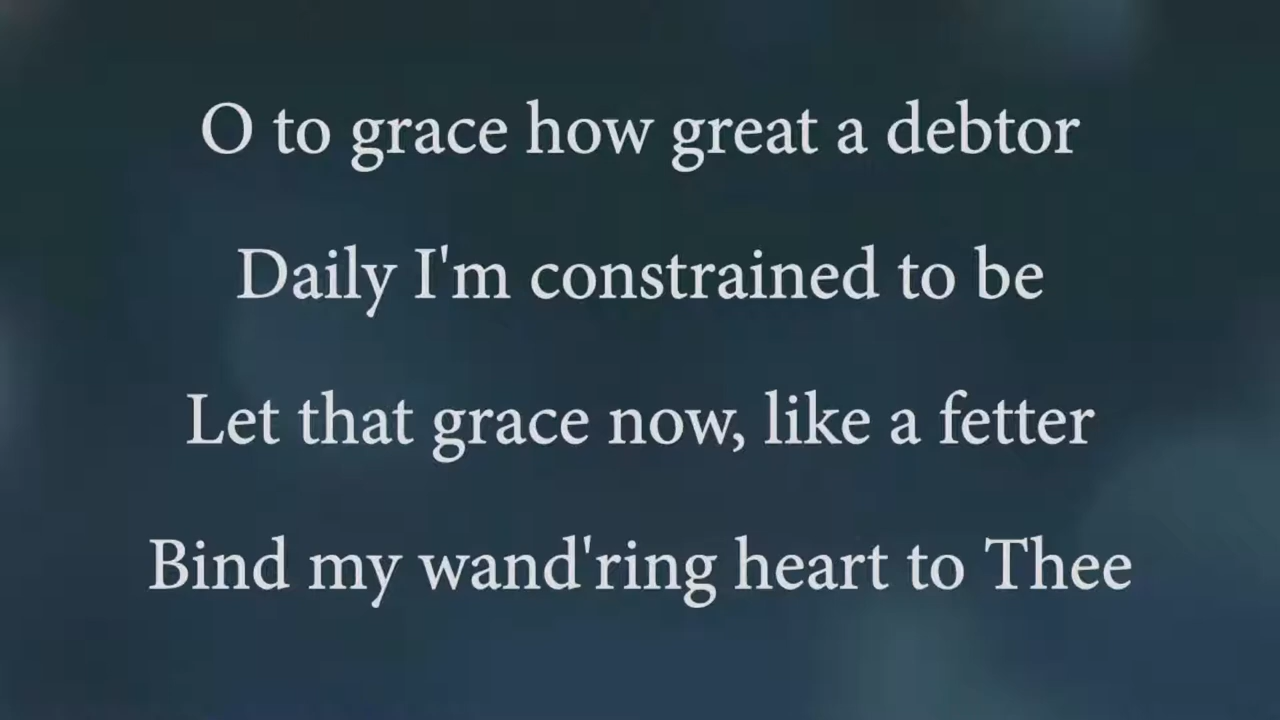 O to grace how great a debtor
Daily I'm constrained to be
Let that grace now, like a fetter
Bind my wand'ring heart to Thee